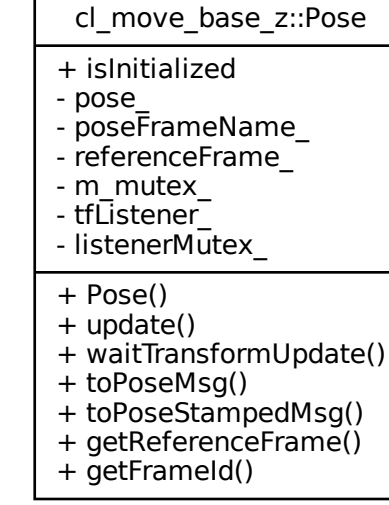 cl_move_base_z::Pose
+ isInitialized
- pose_
- poseFrameName_
- referenceFrame_
- m_mutex_
- tfListener_
- listenerMutex_
+ Pose()
+ update()
+ waitTransformUpdate()
+ toPoseMsg()
+ toPoseStampedMsg()
+ getReferenceFrame()
+ getFrameId()